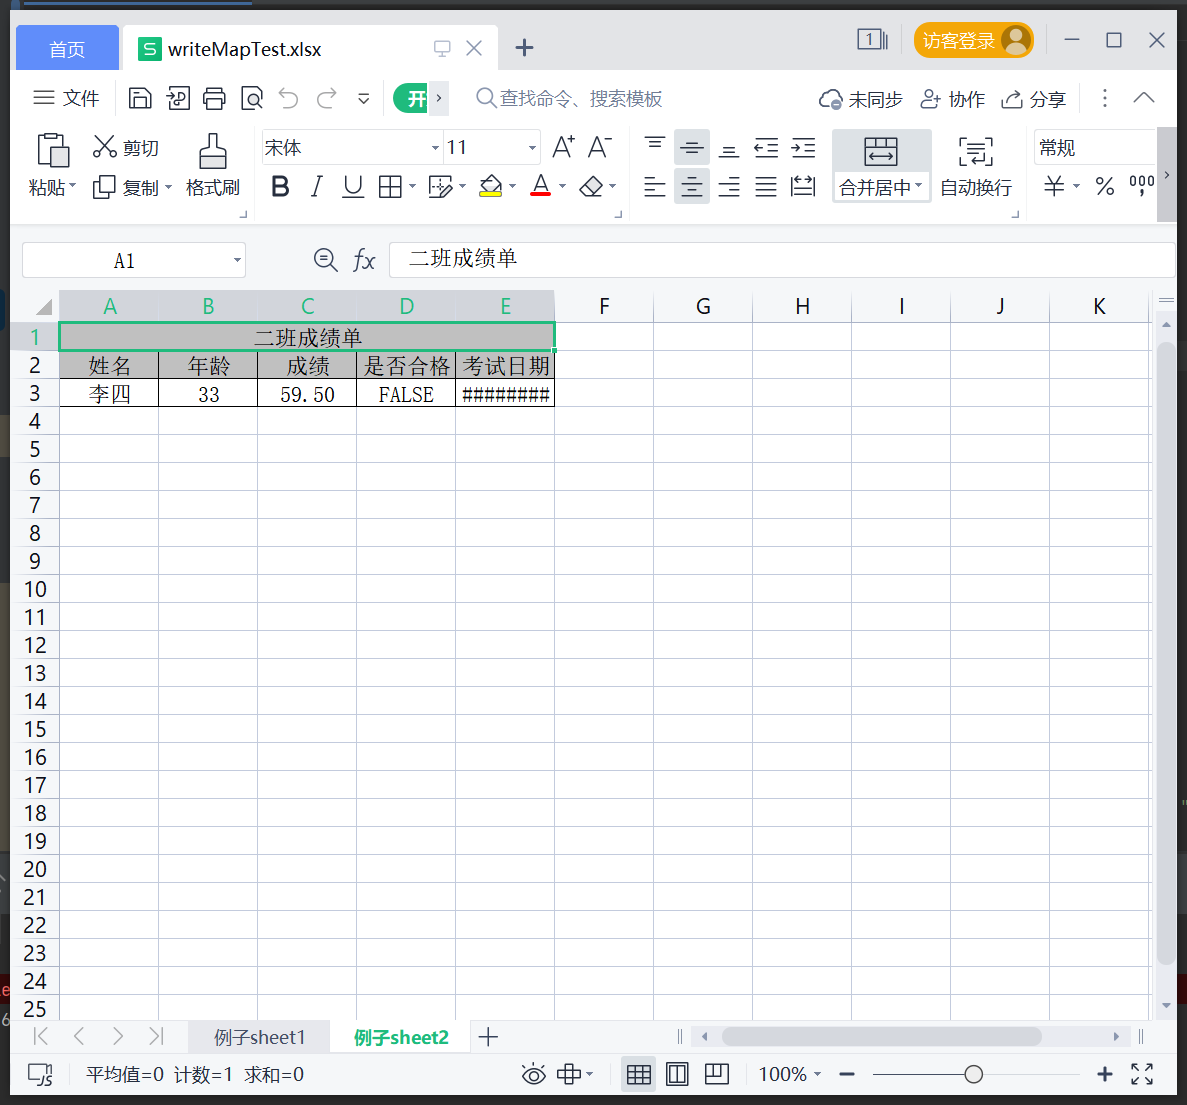 首页 writeMapTest.xlsx 1 访客登录
文件 开 查找命令、搜索模板 未同步 协作 分享
剪切 宋体 11 A+ A- 常规
粘贴 复制 格式刷 B I U A 合并居中 自动换行 ¥ % 000
A1 fx 二班成绩单
A B C D E F G H I J K
1 二班成绩单
2 姓名 年龄 成绩 是否合格 考试日期
3 李四 33 59.50 FALSE ########
4
5
6
7
8
9
10
11
12
13
14
15
16
17
18
19
20
21
22
23
24
25
例子sheet1 例子sheet2
平均值=0 计数=1 求和=0 100%